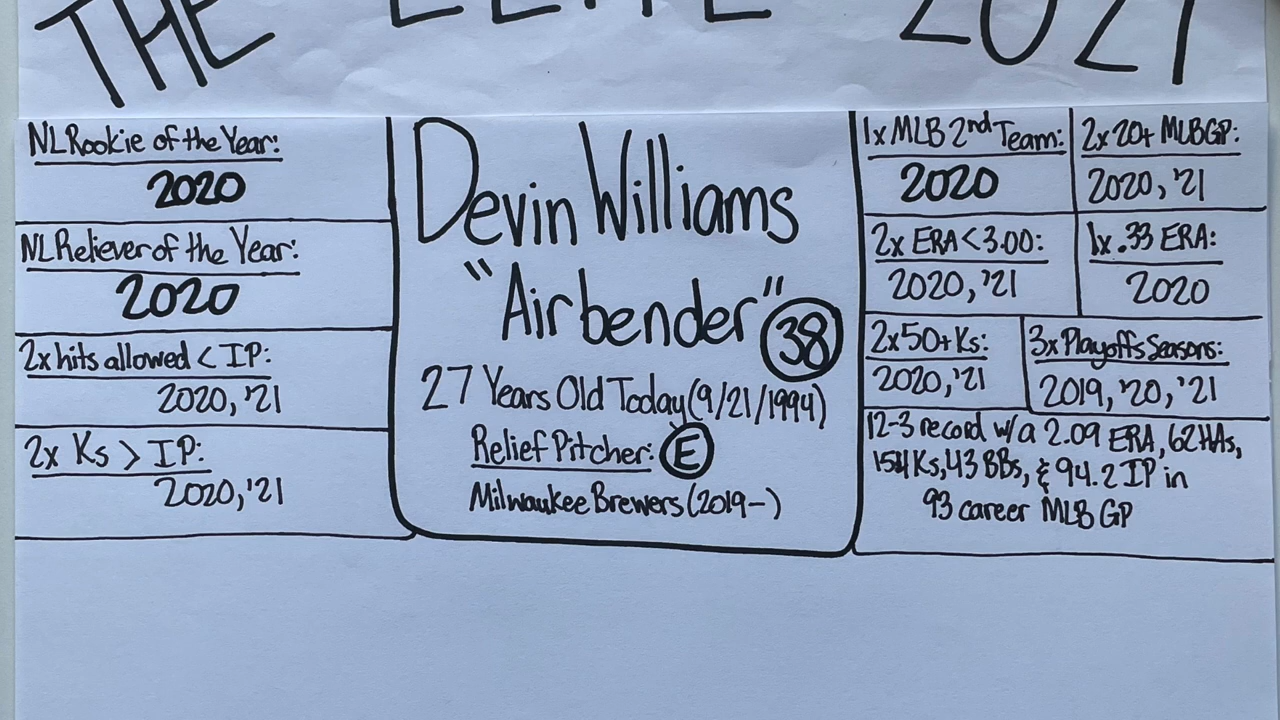 THE ELITE 2021
NL Rookie of the Year:
2020
NL Reliever of the Year:
2020
2x hits allowed < IP:
2020, '21
2x Ks > IP:
2020, '21
Devin Williams
"Airbender"
38
27 Years Old Today (9/21/1994)
Relief Pitcher: E
Milwaukee Brewers (2019-)
1x MLB 2nd Team:
2020
2x 20+ MLB GP:
2020, '21
2x ERA < 3.00:
2020, '21
1x .33 ERA:
2020
2x 50+ Ks:
2020, '21
3x Playoffs Seasons:
2019, '20, '21
12-3 record w/a 2.09 ERA, 62 HAs,
154 Ks, 43 BBs, & 94.2 IP in
93 career MLB GP